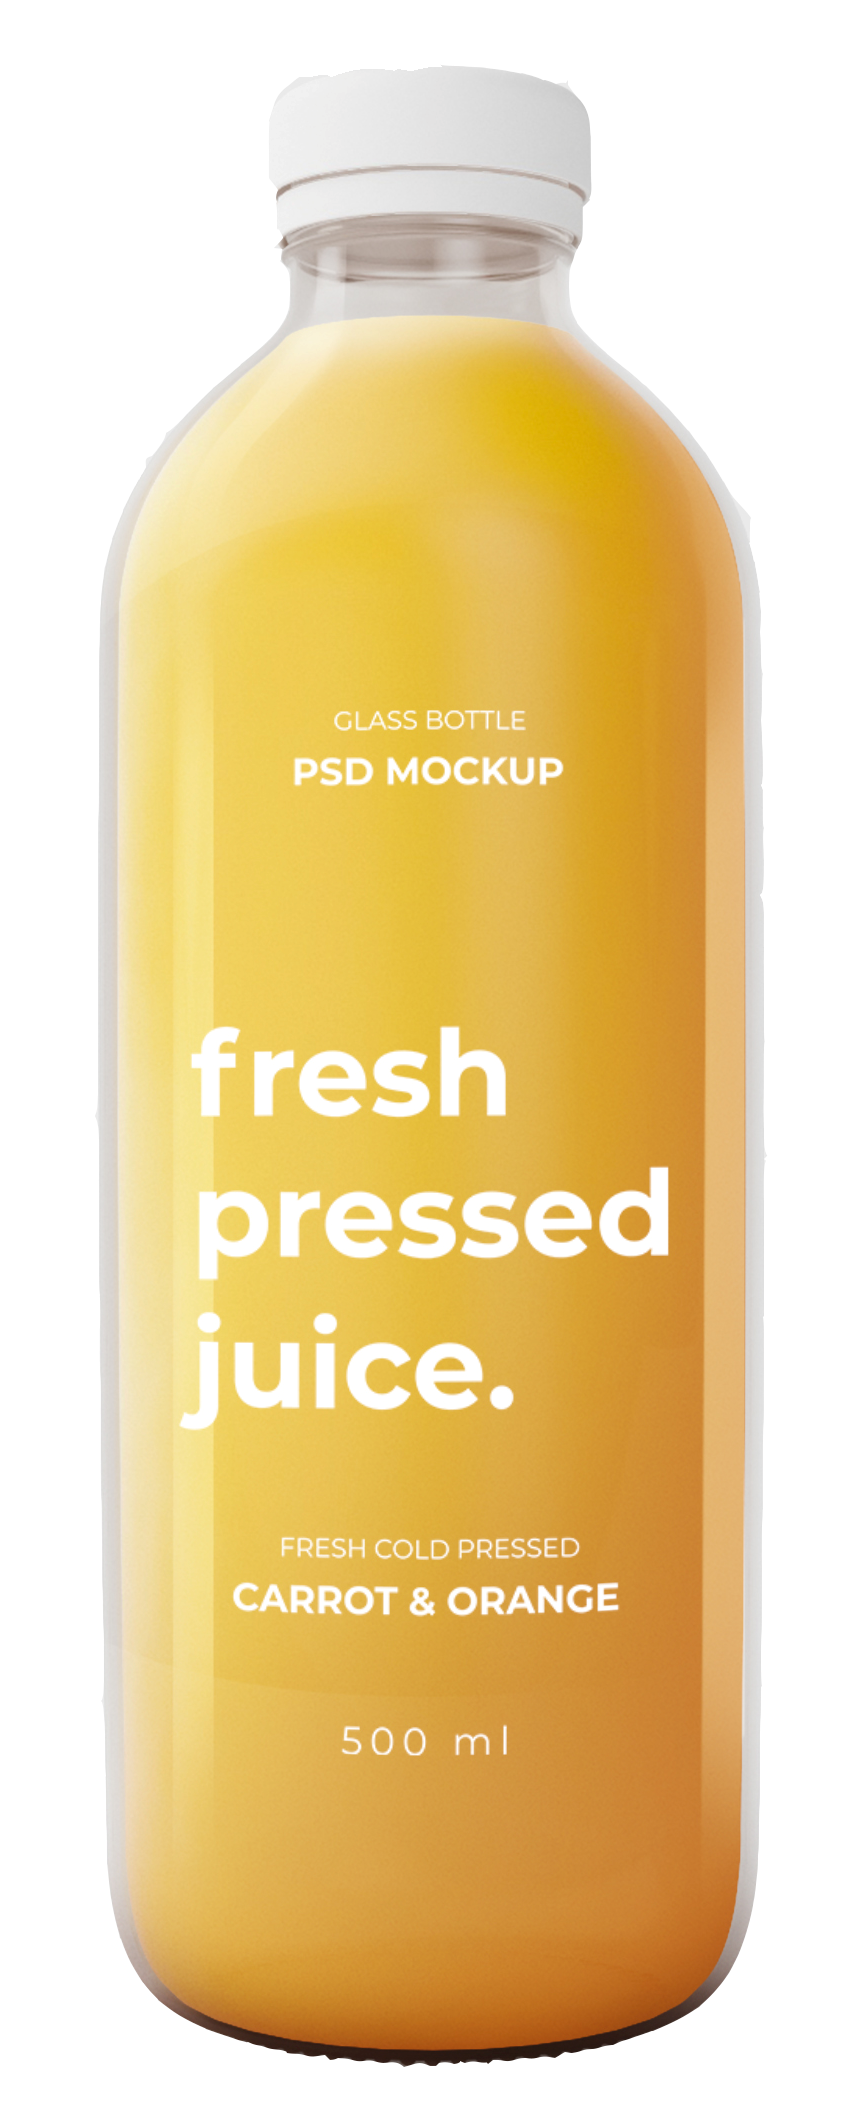 GLASS BOTTLE
PSD MOCKUP
fresh
pressed
juice.
FRESH COLD PRESSED
CARROT & ORANGE
500 ml